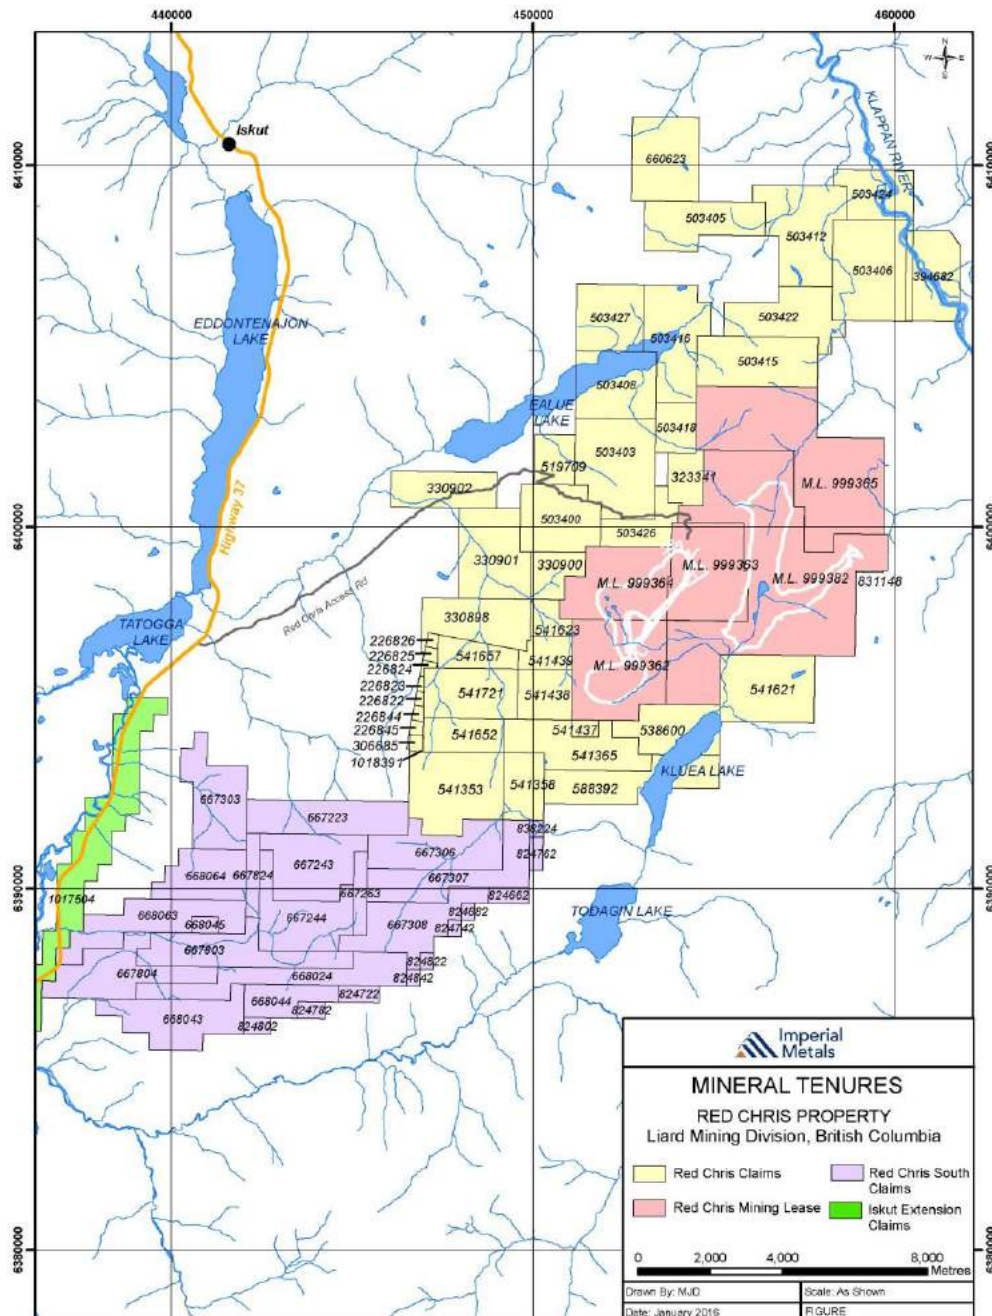 440000
450000
460000
N
W
E
S
Iskut
KLAPPAN RIVER
6410000
6410000
660623
503424
503405
503412
503406
394682
EDDONTENAJON
LAKE
503427
503416
503422
503415
503408
EALUE
LAKE
503418
503403
519709
323341
M.L. 999365
330902
Highway 37
503400
503426
6400000
6400000
330901
330900
M.L. 999363
M.L. 999364
M.L. 999382
831148
Red Chris Access Rd
TATOGGA
LAKE
330898
541623
226826
226825
226824
541657
541439
M.L. 999362
226823
226822
541721
541438
541621
226844
226845
306685
1018391
541652
541437
538600
541365
KLUEA LAKE
541353
541358
588392
667303
667223
838224
667306
824762
667243
667307
668064
667824
667263
824662
6390000
6390000
1017504
668063
668045
667244
667308
824682
824742
TODAGIN LAKE
667803
824822
667804
668024
824842
824722
668044
824782
668043
824802
Imperial
Metals
MINERAL TENURES
RED CHRIS PROPERTY
Liard Mining Division, British Columbia
Red Chris Claims
Red Chris South
Claims
Red Chris Mining Lease
Iskut Extension
Claims
6380000
6380000
0
2,000
4,000
8,000
Metres
Drawn By: MJD
Scale: As Shown
Date: January 2016
FIGURE